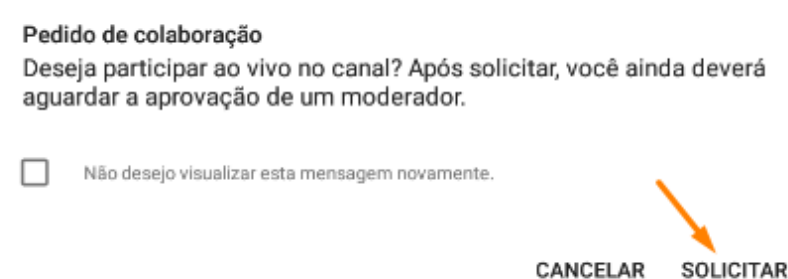 Pedido de colaboração
Deseja participar ao vivo no canal? Após solicitar, você ainda deverá
aguardar a aprovação de um moderador.
Não desejo visualizar esta mensagem novamente.
CANCELAR SOLICITAR